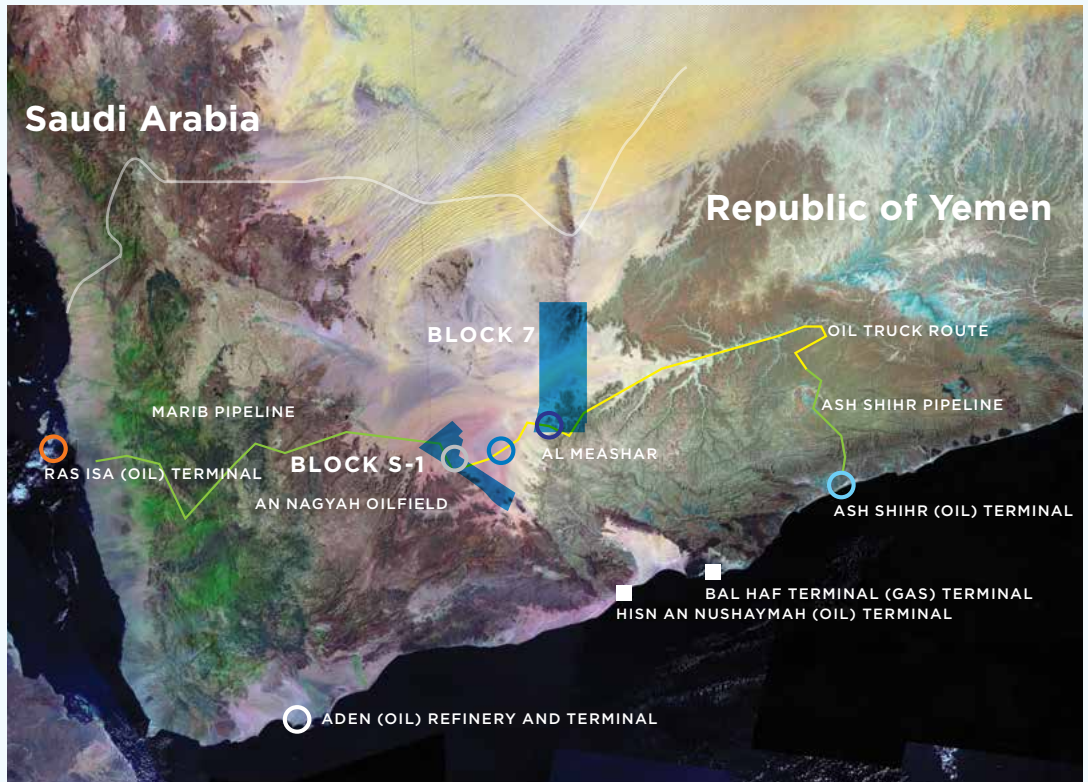 Saudi Arabia
Republic of Yemen
BLOCK 7
OIL TRUCK ROUTE
MARIB PIPELINE
ASH SHIHR PIPELINE
AL MEASHAR
BLOCK S-1
RAS ISA (OIL) TERMINAL
AN NAGYAH OILFIELD
ASH SHIHR (OIL) TERMINAL
BAL HAF TERMINAL (GAS) TERMINAL
HISN AN NUSHAYMAH (OIL) TERMINAL
ADEN (OIL) REFINERY AND TERMINAL